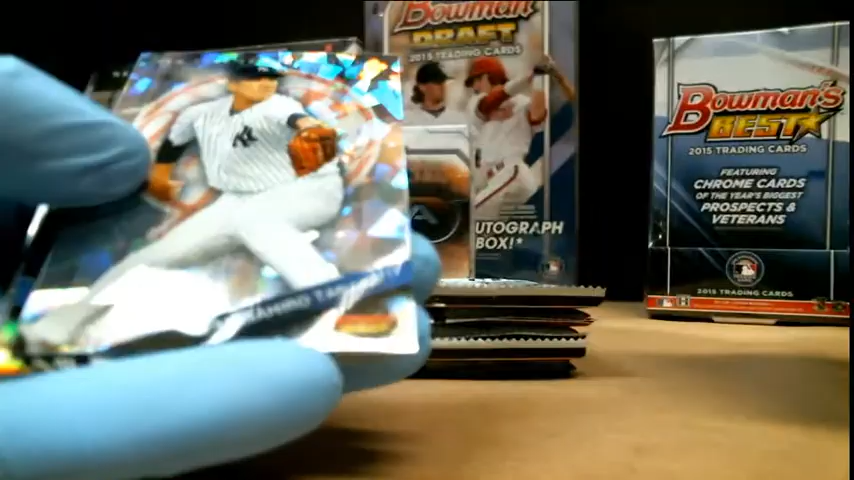 Bowman
DRAFT
2015 TRADING CARDS
UTOGRAPH
BOX!*
Bowman's
BEST
2015 TRADING CARDS
FEATURING
CHROME CARDS
OF THE YEAR'S BIGGEST
PROSPECTS &
VETERANS
2015 TRADING CARDS
NY